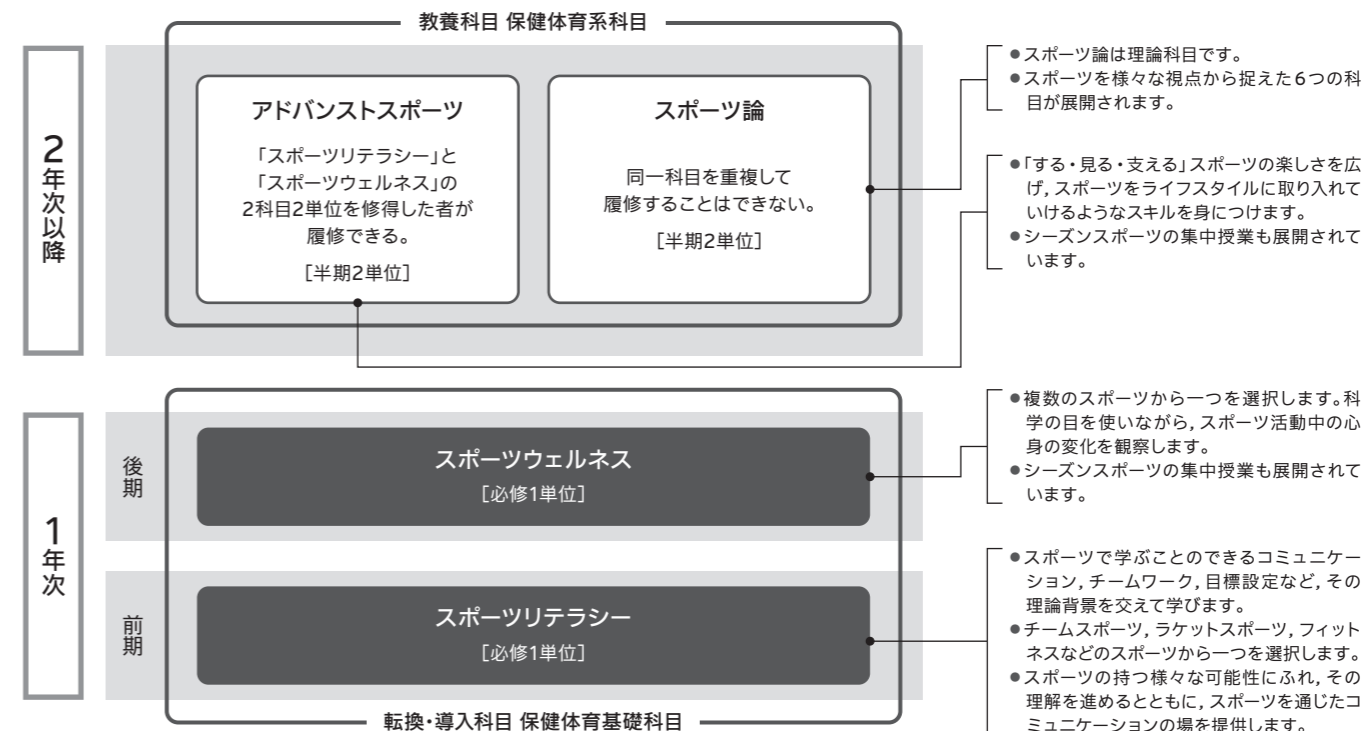 教養科目 保健体育系科目
2年次以降
アドバンストスポーツ
「スポーツリテラシー」と
「スポーツウェルネス」の
2科目2単位を修得した者が
履修できる。
［半期2単位］
スポーツ論
同一科目を重複して
履修することはできない。
［半期2単位］
●スポーツ論は理論科目です。
●スポーツを様々な視点から捉えた6つの科
目が展開されます。
●「する・見る・支える」スポーツの楽しさを広
げ,スポーツをライフスタイルに取り入れて
いけるようなスキルを身につけます。
●シーズンスポーツの集中授業も展開されて
います。
1年次
後期
スポーツウェルネス
［必修1単位］
●複数のスポーツから一つを選択します。科
学の目を使いながら,スポーツ活動中の心
身の変化を観察します。
●シーズンスポーツの集中授業も展開されて
います。
前期
スポーツリテラシー
［必修1単位］
●スポーツで学ぶことのできるコミュニケー
ション,チームワーク,目標設定など,その
理論背景を交えて学びます。
●チームスポーツ,ラケットスポーツ,フィット
ネスなどのスポーツから一つを選択します。
●スポーツの持つ様々な可能性にふれ,その
理解を進めるとともに,スポーツを通じたコ
ミュニケーションの場を提供します。
転換・導入科目 保健体育基礎科目